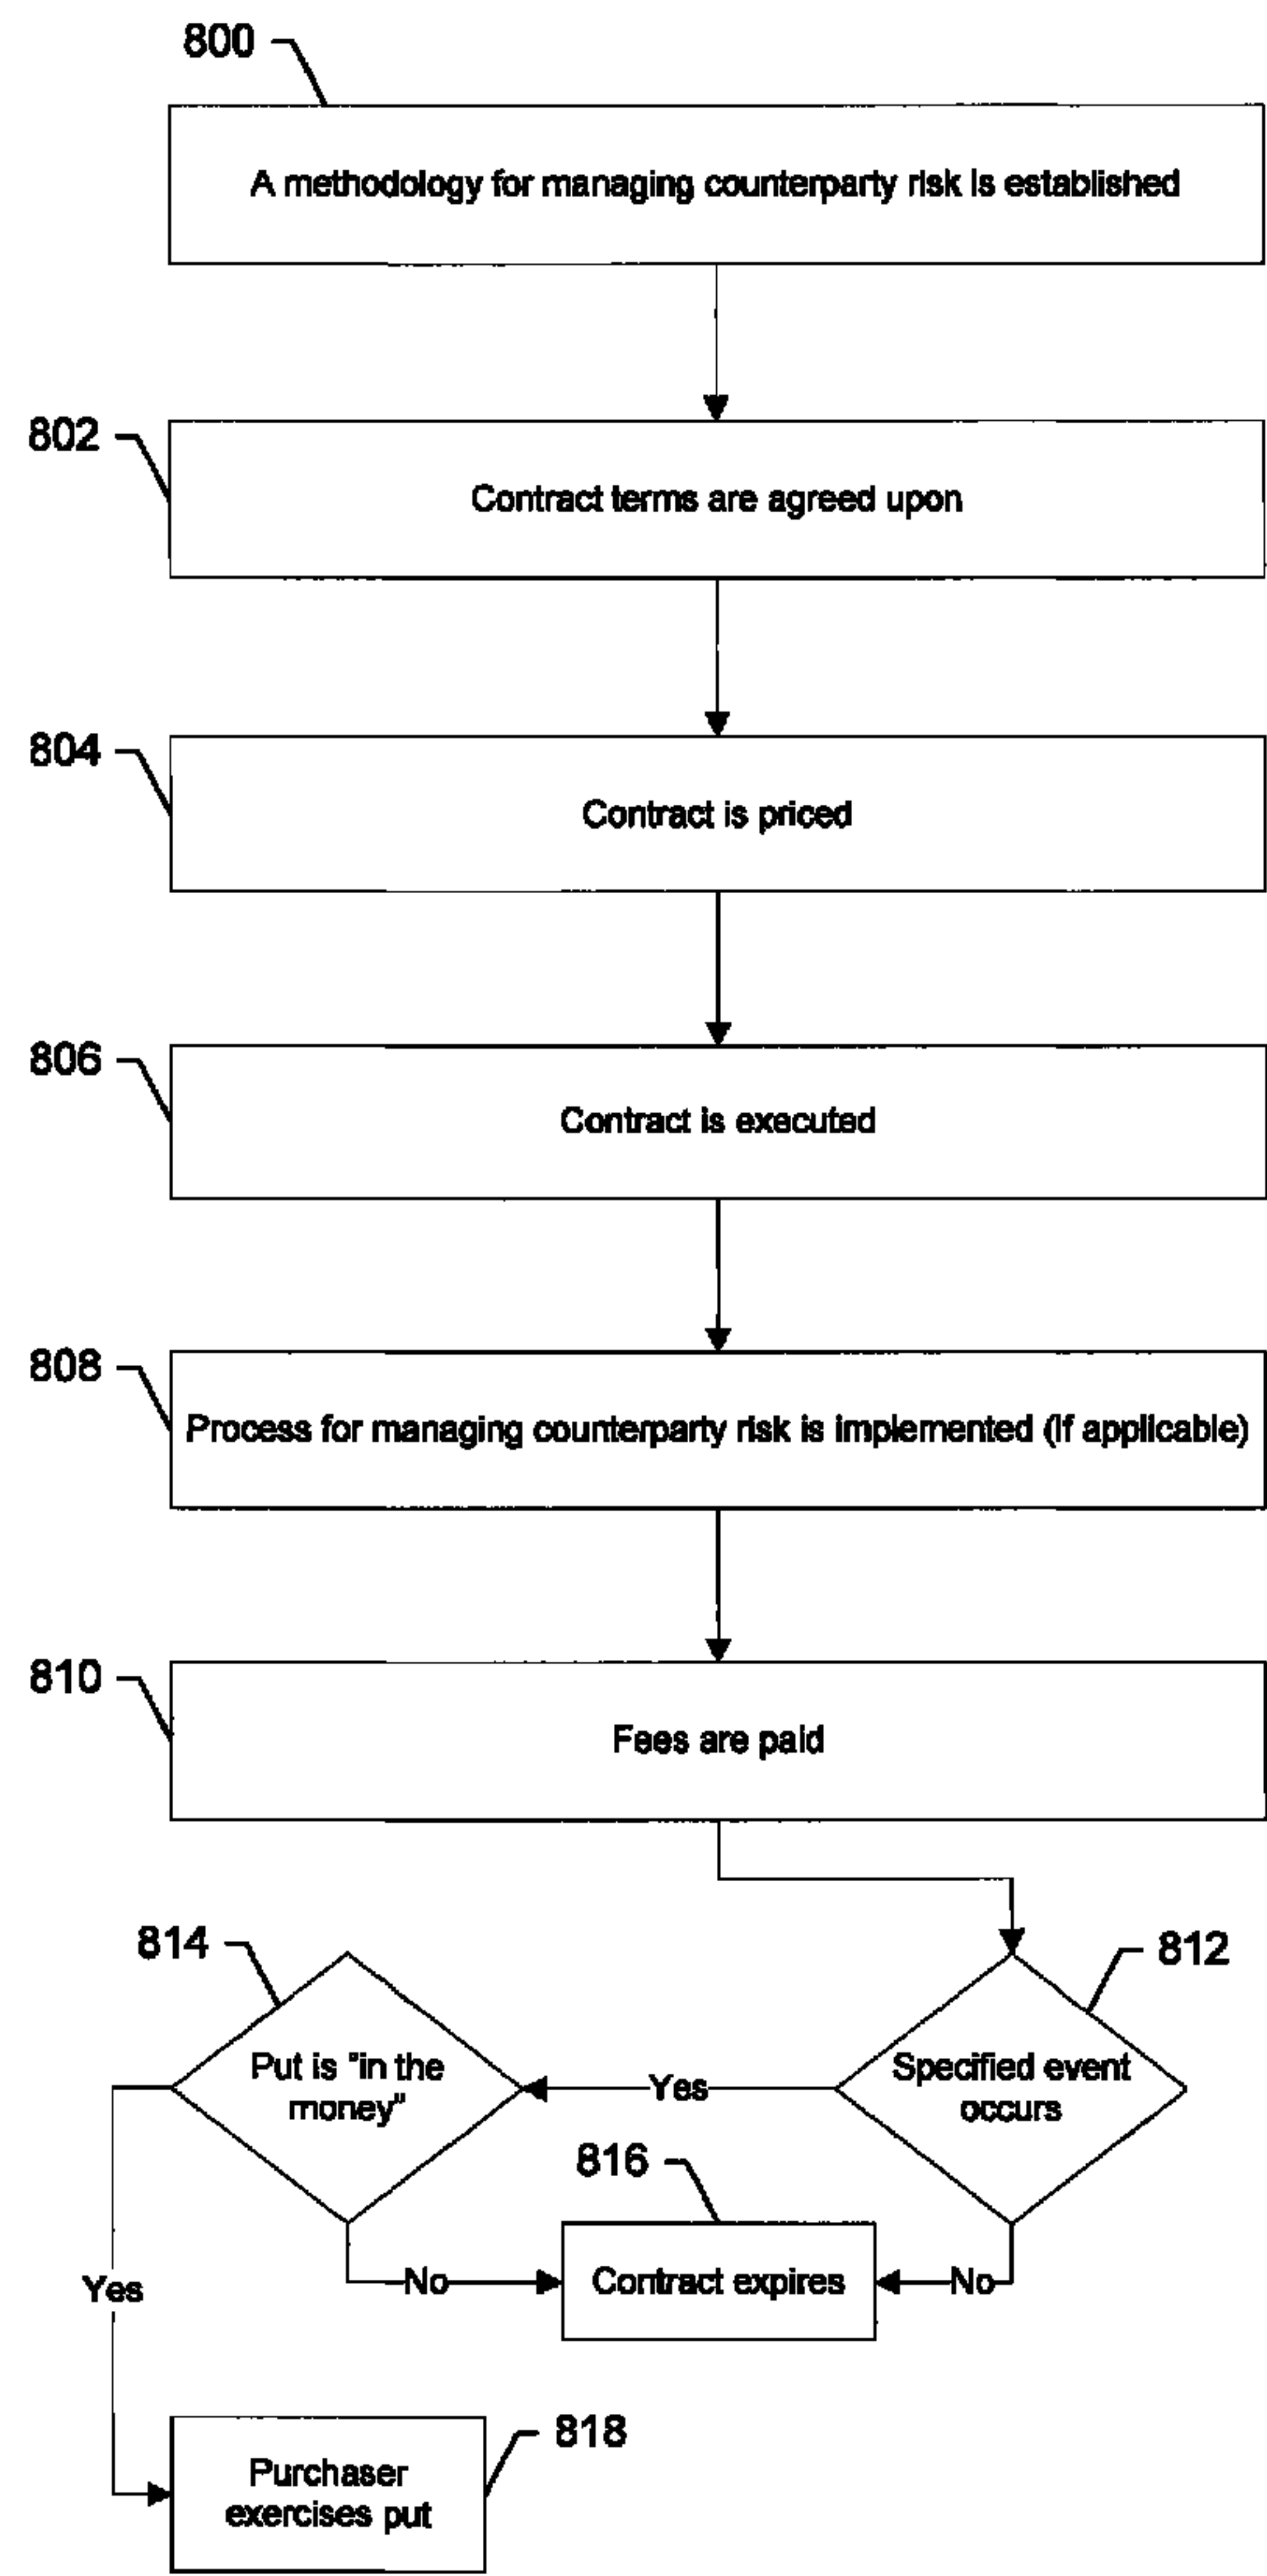 800
A methodology for managing counterparty risk is established
802
Contract terms are agreed upon
804
Contract is priced
806
Contract is executed
808
Process for managing counterparty risk is implemented (if applicable)
810
Fees are paid
814
812
Put is "in the
money"
Specified event
occurs
Yes
816
Yes
No
Contract expires
No
818
Purchaser
exercises put